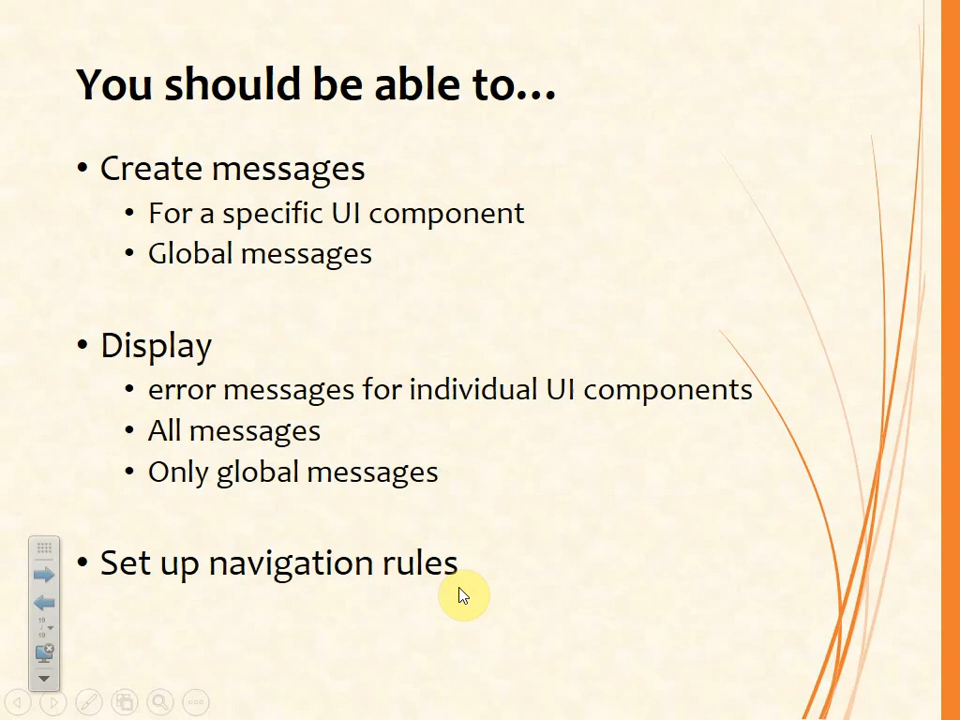 You should be able to…
• Create messages
• For a specific UI component
• Global messages
• Display
• error messages for individual UI components
• All messages
• Only global messages
• Set up navigation rules